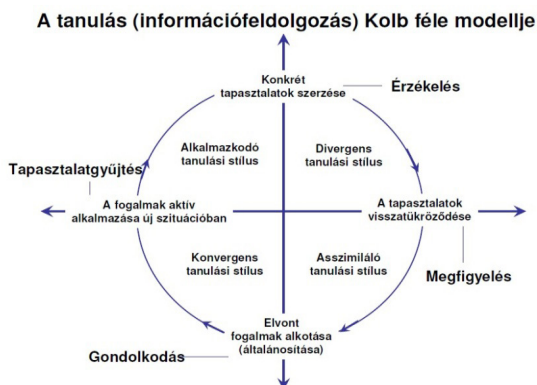 A tanulás (információfeldolgozás) Kolb féle modellje
Konkrét
tapasztalatok szerzése
Érzékelés
Alkalmazkodó
tanulási stílus
Divergens
tanulási stílus
Tapasztalatgyűjtés
A fogalmak aktív
alkalmazása új szituációban
A tapasztalatok
visszatükröződése
Konvergens
tanulási stílus
Asszimiláló
tanulási stílus
Megfigyelés
Elvont
fogalmak alkotása
(általánosítása)
Gondolkodás